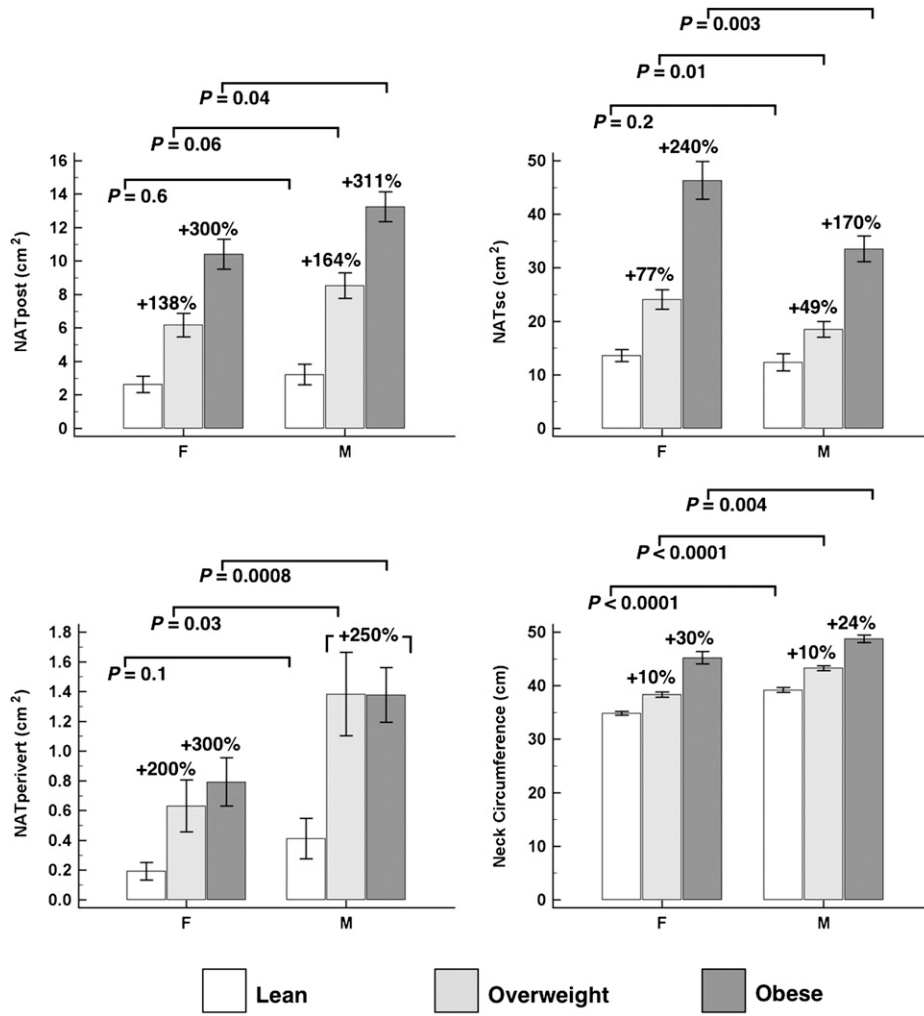 P = 0.04
P = 0.06
P = 0.6
NATpost (cm²)
16
14
12
10
8
6
4
2
0
+138%
+300%
+164%
+311%
F
M
P = 0.003
P = 0.01
P = 0.2
NATsc (cm²)
50
40
30
20
10
0
+77%
+240%
+49%
+170%
F
M
P = 0.0008
P = 0.03
P = 0.1
NATperivert (cm²)
1.8
1.6
1.4
1.2
1.0
0.8
0.6
0.4
0.2
0.0
+200%
+300%
+250%
F
M
P = 0.004
P < 0.0001
P < 0.0001
Neck Circumference (cm)
50
40
30
20
10
0
+10%
+30%
+10%
+24%
F
M
Lean
Overweight
Obese